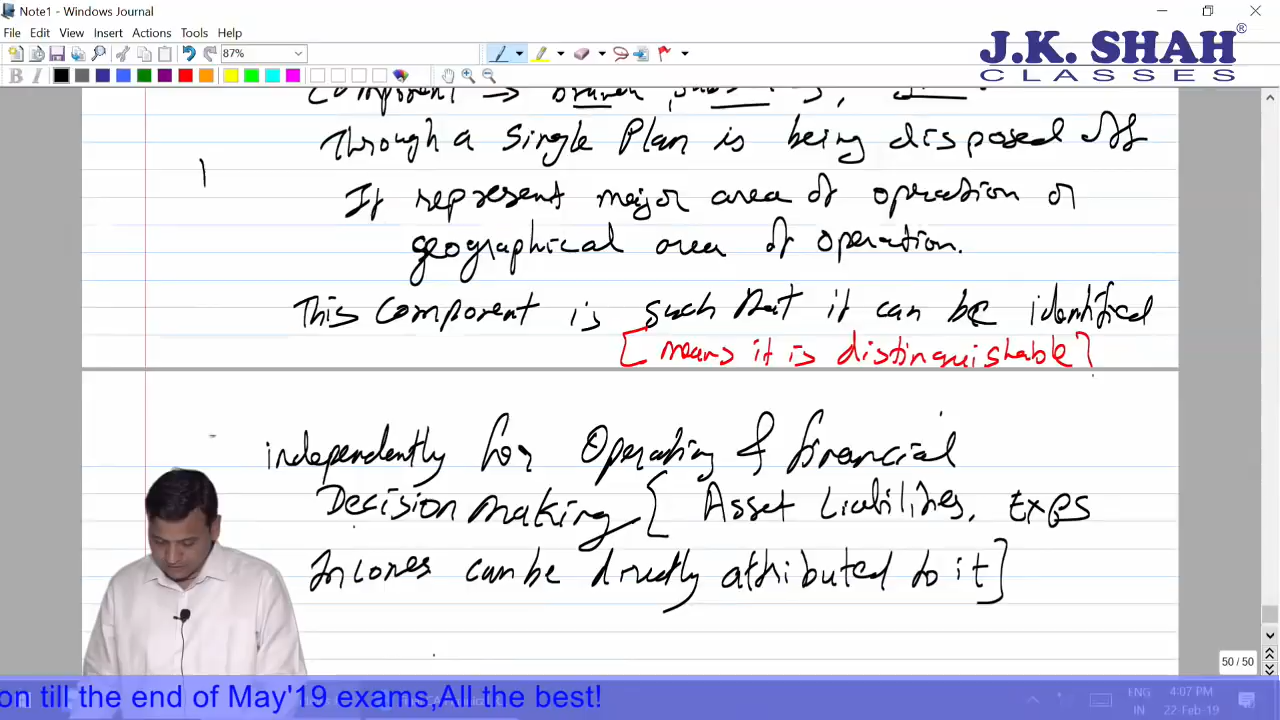 Note1 - Windows Journal
File Edit View Insert Actions Tools Help
87%
J.K. SHAH®
CLASSES
Component → branch,
Through a Single Plan is being disposed off
If represent major area of operation or
geographical area of operation.
This Component is such that it can be identified
[means it is distinguishable]
independently for Operating & financial
Decision making [Asset Liabilities, Exps
Incomes can be directly attributed to it]
50 / 50
on till the end of May'19 exams,All the best!
ENG
IN
4:07 PM
22-Feb-19